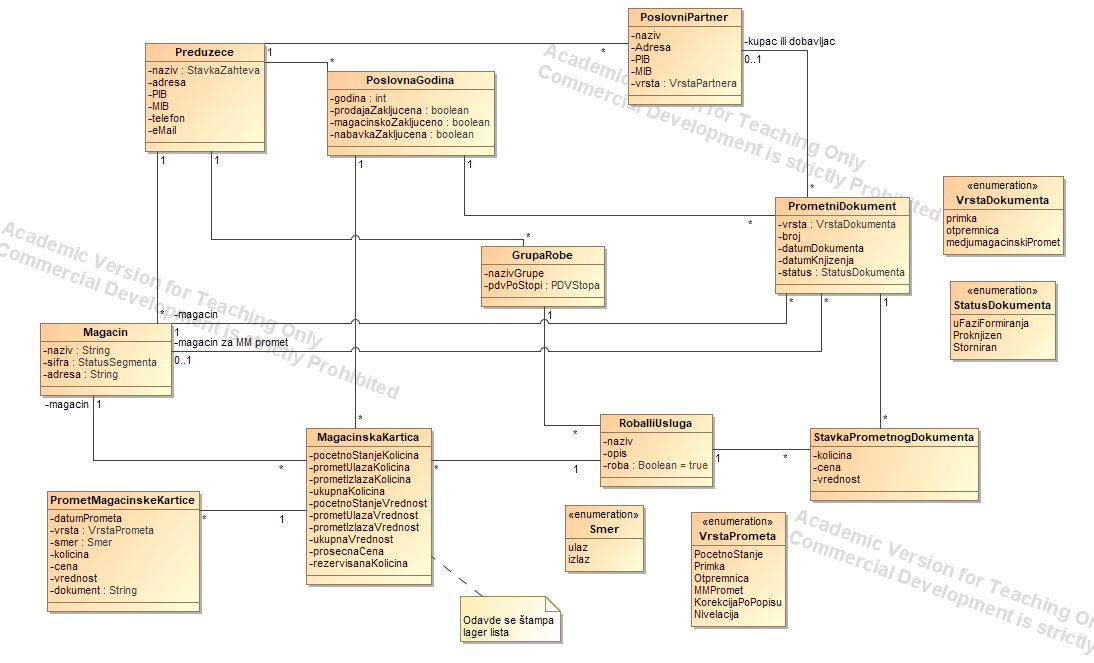 Preduzece
-naziv : StavkaZahteva
-adresa
-PIB
-MIB
-telefon
-eMail
1
*
1
1
*
PoslovnaGodina
-godina : int
-prodajaZakljucena : boolean
-magacinskoZakljuceno : boolean
-nabavkaZakljucena : boolean
1
1
PoslovniPartner
-naziv
-Adresa
-PIB
-MIB
-vrsta : VrstaPartnera
-kupac ili dobavljac
0..1
*
PrometniDokument
-vrsta : VrstaDokumenta
-broj
-datumDokumenta
-datumKnjizenja
-status : StatusDokumenta
*
*
*
1
«enumeration»
VrstaDokumenta
primka
otpremnica
medjumagacinskiPromet
«enumeration»
StatusDokumenta
uFaziFormiranja
Proknjizen
Storniran
*
GrupaRobe
-nazivGrupe
-pdvPoStopi : PDVStopa
1
*
-magacin
1
-magacin za MM promet
0..1
Magacin
-naziv : String
-sifra : StatusSegmenta
-adresa : String
-magacin
1
*
*
MagacinskaKartica
-pocetnoStanjeKolicina
-prometUlazaKolicina
-prometIzlazaKolicina
-ukupnaKolicina
-pocetnoStanjeVrednost
-prometUlazaVrednost
-prometIzlazaVrednost
-ukupnaVrednost
-prosecnaCena
-rezervisanaKolicina
*
1
*
RobaIliUsluga
-naziv
-opis
-roba : Boolean = true
1
*
*
StavkaPrometnogDokumenta
-kolicina
-cena
-vrednost
PrometMagacinskeKartice
-datumPrometa
-vrsta : VrstaPrometa
-smer : Smer
-kolicina
-cena
-vrednost
-dokument : String
*
1
«enumeration»
Smer
ulaz
izlaz
«enumeration»
VrstaPrometa
PocetnoStanje
Primka
Otpremnica
MMPromet
KorekcijaPoPopisu
Nivelacija
Odavde se štampa
lager lista
Academic Version for Teaching Only
Commercial Development is strictly Prohibited
Academic Version for Teaching Only
Commercial Development is strictly Prohibited
Academic Version for Teaching On
Commercial Development is strictly